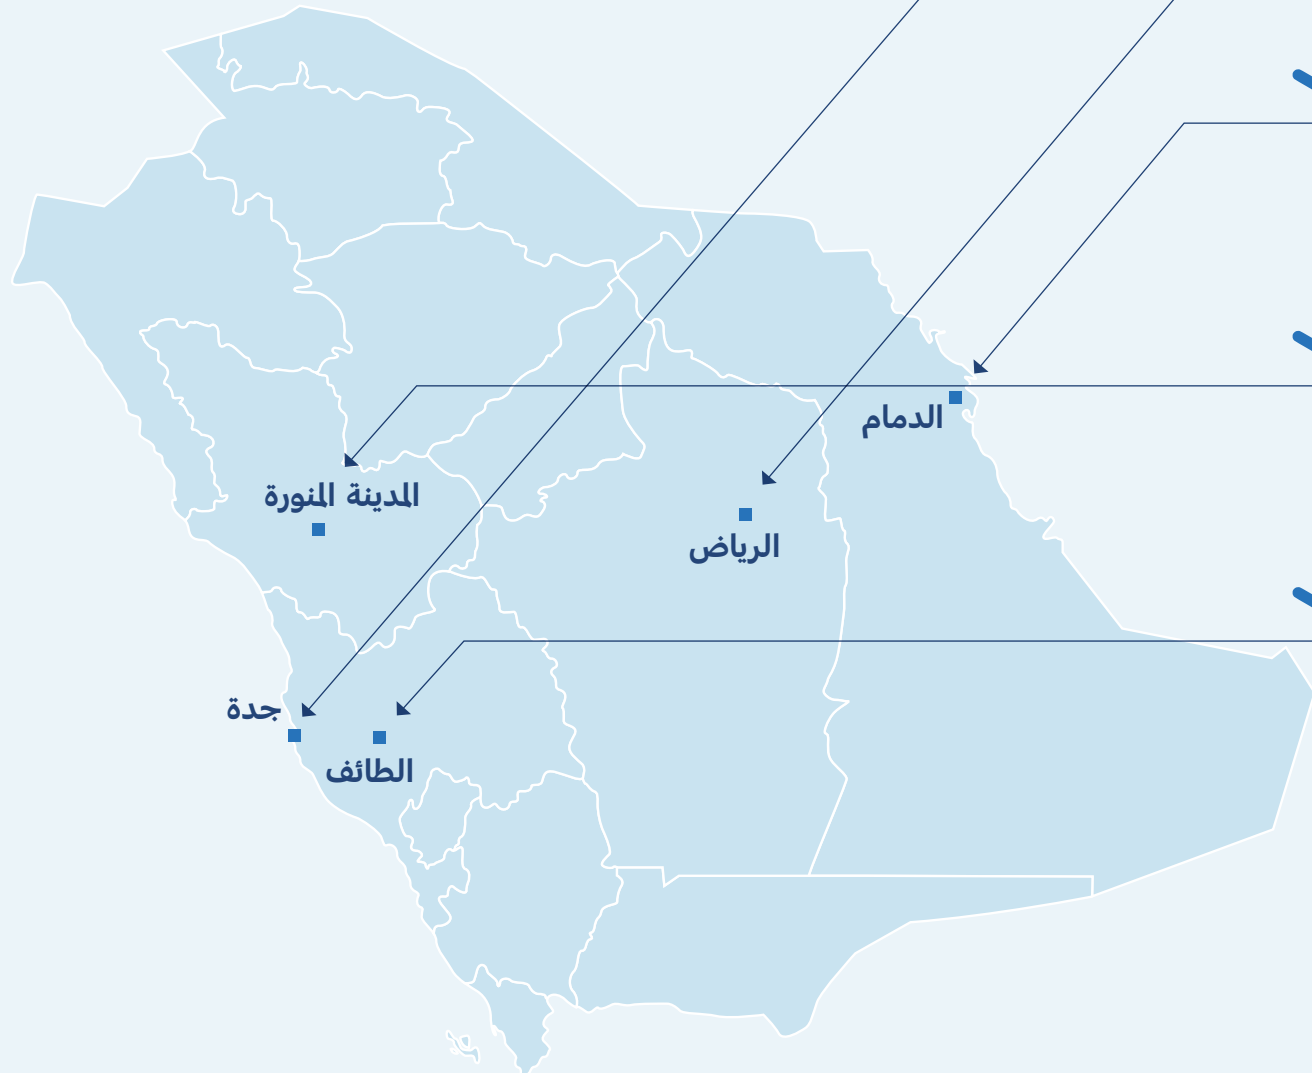 الدمام
المدينة المنورة
الرياض
جدة
الطائف